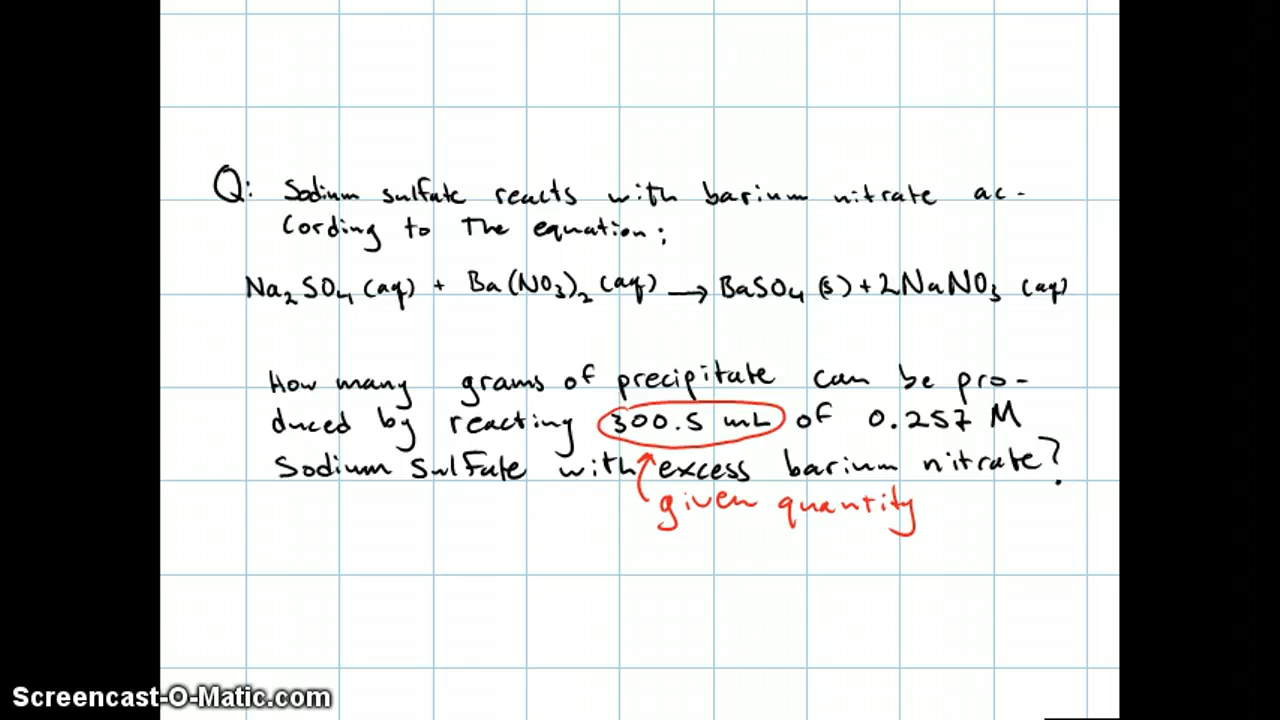 Q: Sodium sulfate reacts with barium nitrate ac-
cording to The equation:
Na₂SO₄ (aq) + Ba(NO₃)₂ (aq) → BaSO₄ (s) + 2NaNO₃ (aq)
How many grams of precipitate can be pro-
duced by reacting 300.5 mL of 0.257 M
Sodium sulfate with excess barium nitrate?
given quantity
Screencast-O-Matic.com